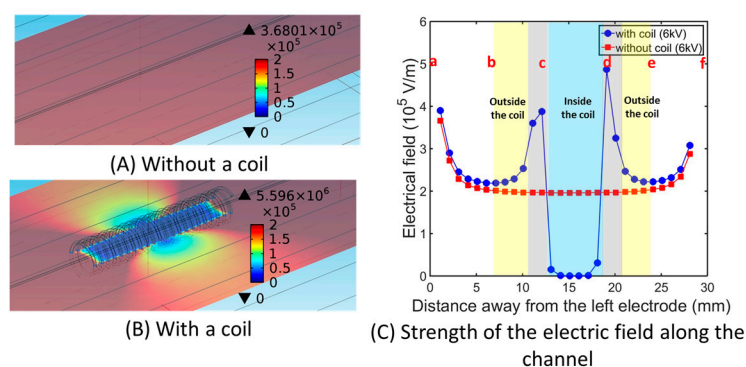 3.6801×10⁵
×10⁵
2
1.5
1
0.5
0
0
(A) Without a coil
5.596×10⁶
×10⁵
2
1.5
1
0.5
0
0
(B) With a coil
with coil (6kV)
without coil (6kV)
a b c d e f
Outside the coil
Inside the coil
Outside the coil
Electrical field (10⁵ V/m)
6
5
4
3
2
1
0
0 5 10 15 20 25 30
Distance away from the left electrode (mm)
(C) Strength of the electric field along the
channel